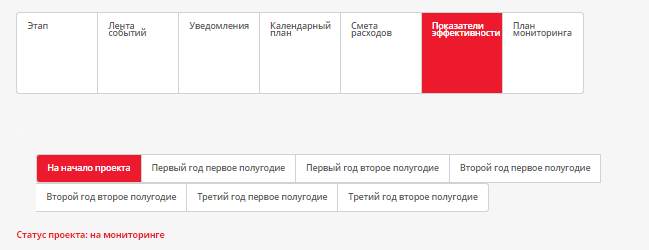 Этап
Лента
событий
Уведомления
Календарный
план
Смета
расходов
Показатели
эффективности
План
мониторинга
На начало проекта
Первый год первое полугодие
Первый год второе полугодие
Второй год первое полугодие
Второй год второе полугодие
Третий год первое полугодие
Третий год второе полугодие
Статус проекта: на мониторинге